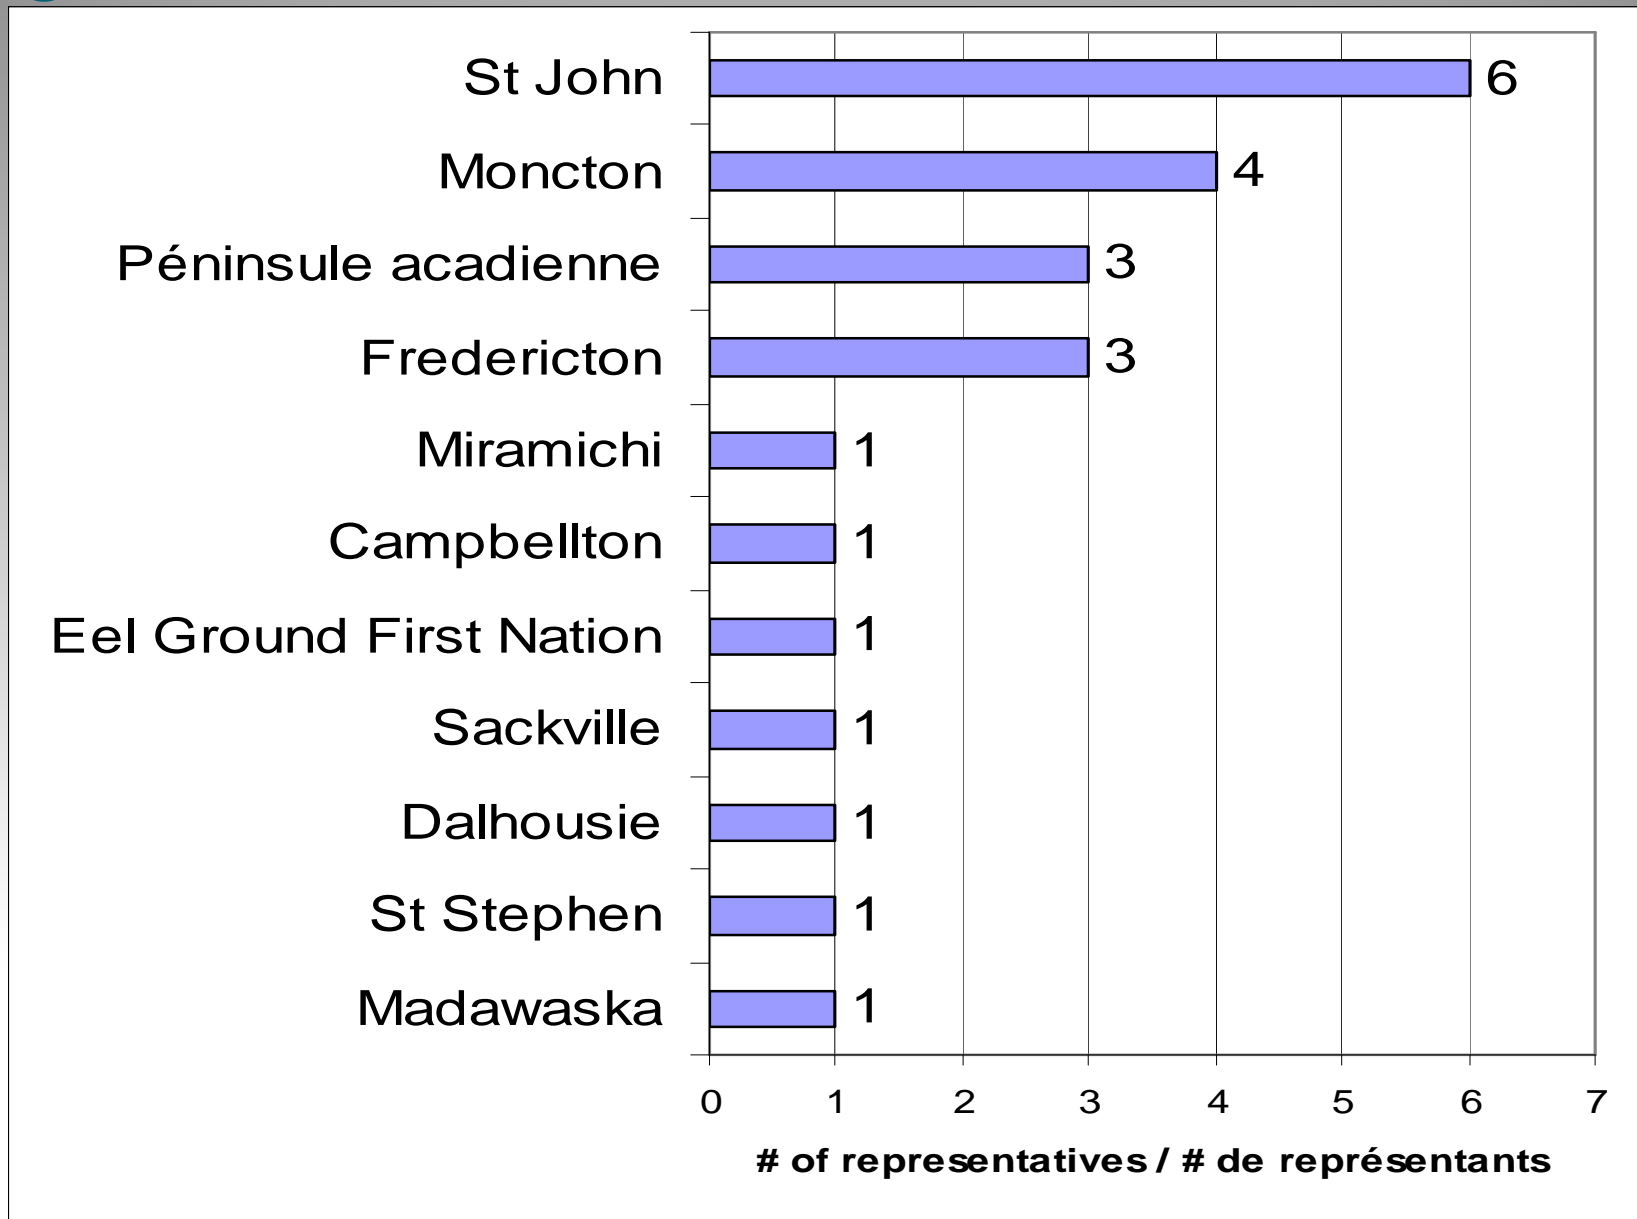 St John 6
Moncton 4
Péninsule acadienne 3
Fredericton 3
Miramichi 1
Campbellton 1
Eel Ground First Nation 1
Sackville 1
Dalhousie 1
St Stephen 1
Madawaska 1
0 1 2 3 4 5 6 7
# of representatives / # de représentants